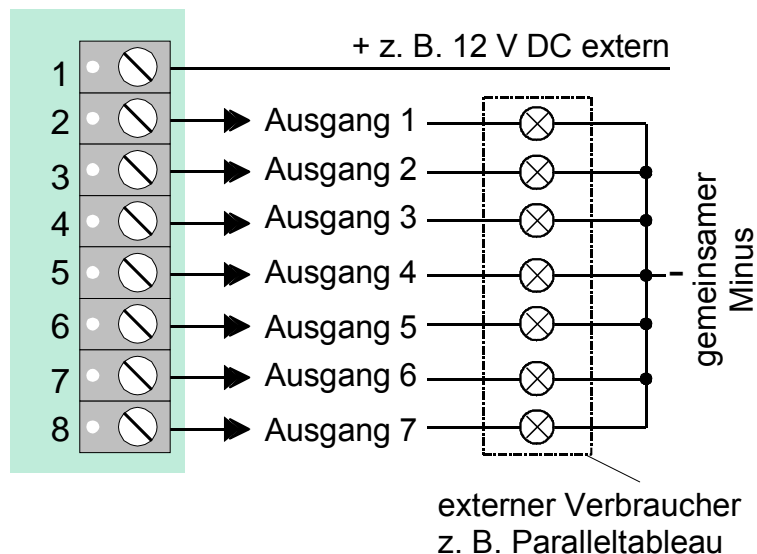 + z. B. 12 V DC extern
1
2 Ausgang 1
3 Ausgang 2
4 Ausgang 3
5 Ausgang 4
6 Ausgang 5
7 Ausgang 6
8 Ausgang 7
-
gemeinsamer
Minus
externer Verbraucher
z. B. Paralleltableau